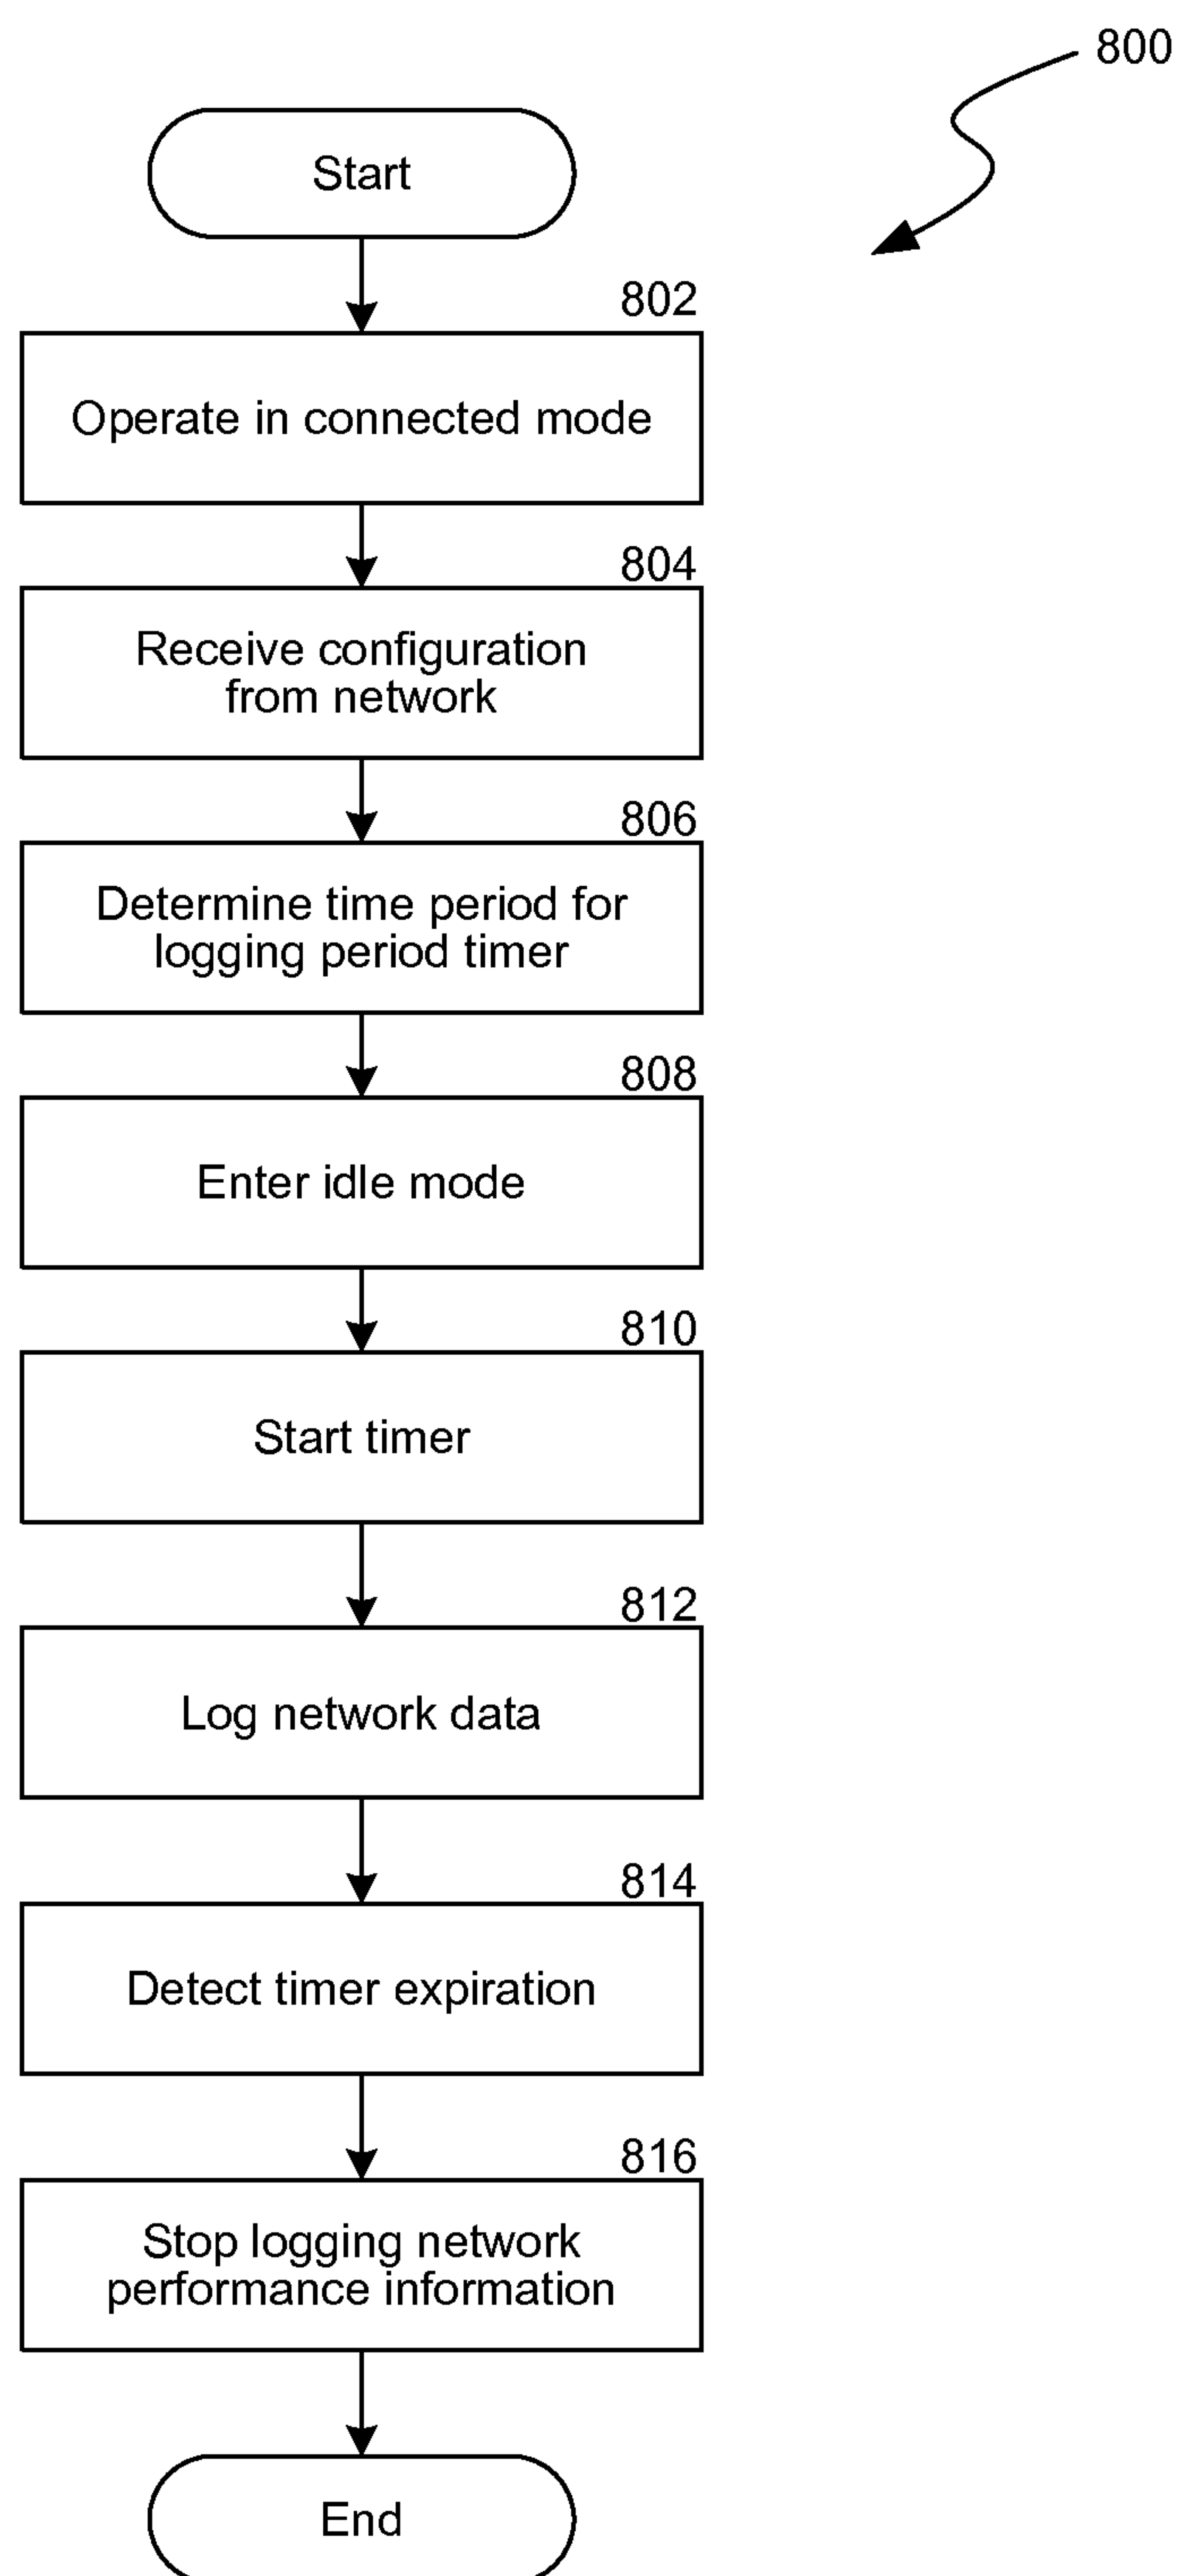 800
Start
802
Operate in connected mode
804
Receive configuration
from network
806
Determine time period for
logging period timer
808
Enter idle mode
810
Start timer
812
Log network data
814
Detect timer expiration
816
Stop logging network
performance information
End